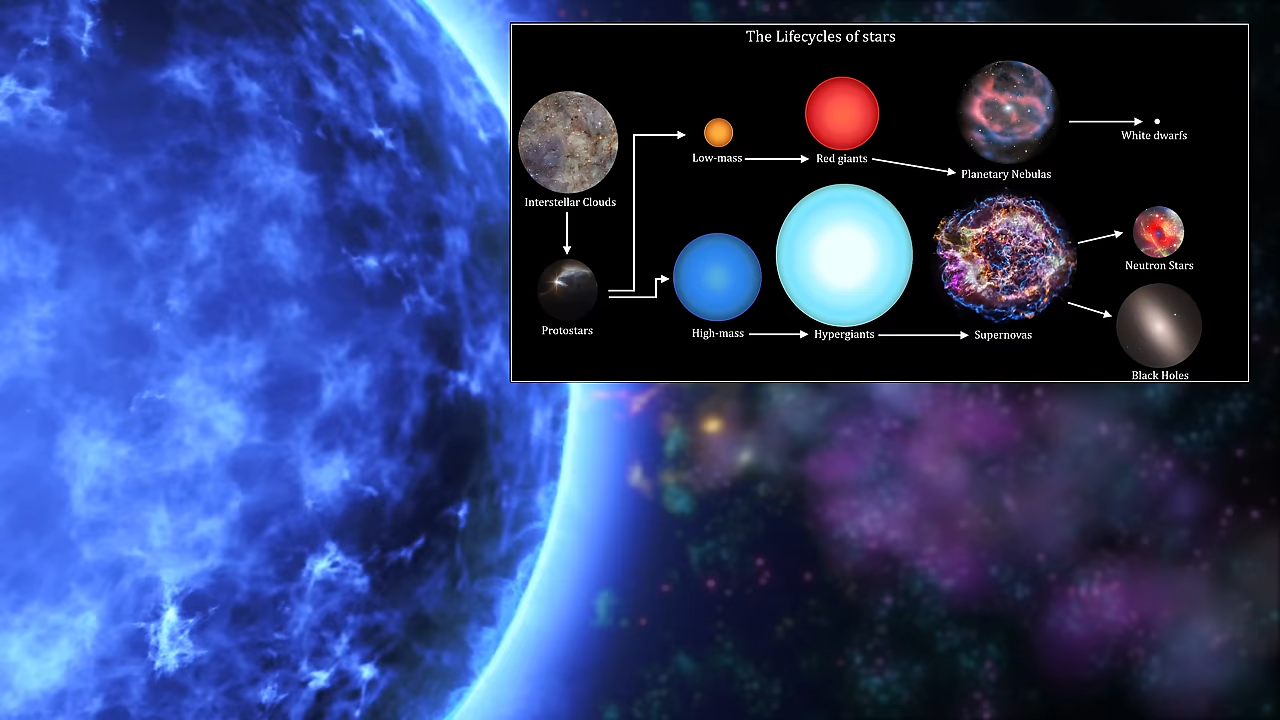 The Lifecycles of stars
Interstellar Clouds
Protostars
Low-mass
Red giants
Planetary Nebulas
White dwarfs
High-mass
Hypergiants
Supernovas
Neutron Stars
Black Holes